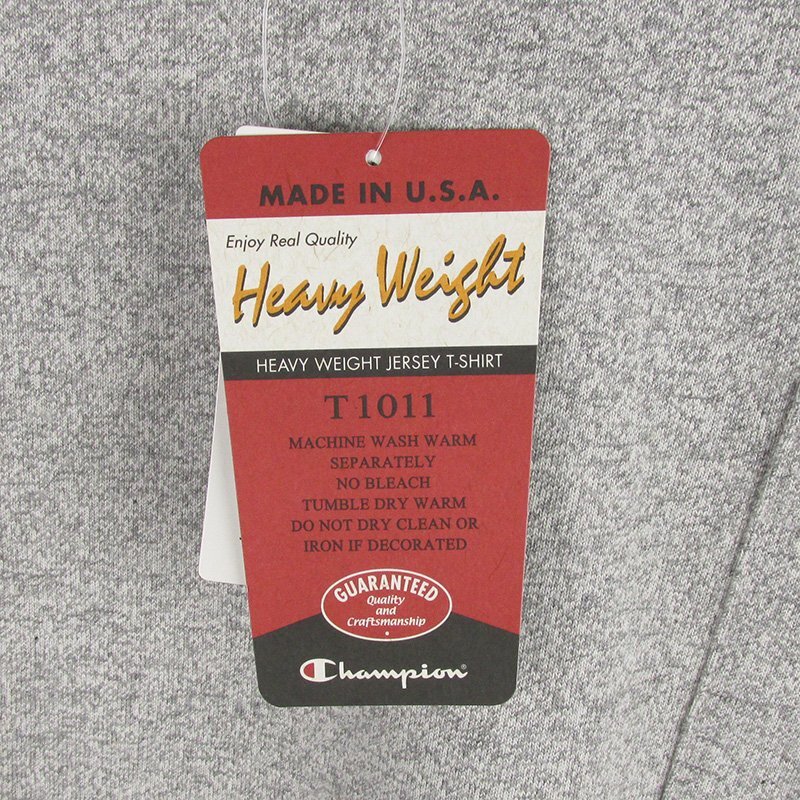 MADE IN U.S.A.
Enjoy Real Quality
Heavy Weight
HEAVY WEIGHT JERSEY T-SHIRT
T1011
MACHINE WASH WARM
SEPARATELY
NO BLEACH
TUMBLE DRY WARM
DO NOT DRY CLEAN OR
IRON IF DECORATED
GUARANTEED
Quality
and
Craftsmanship
Champion®